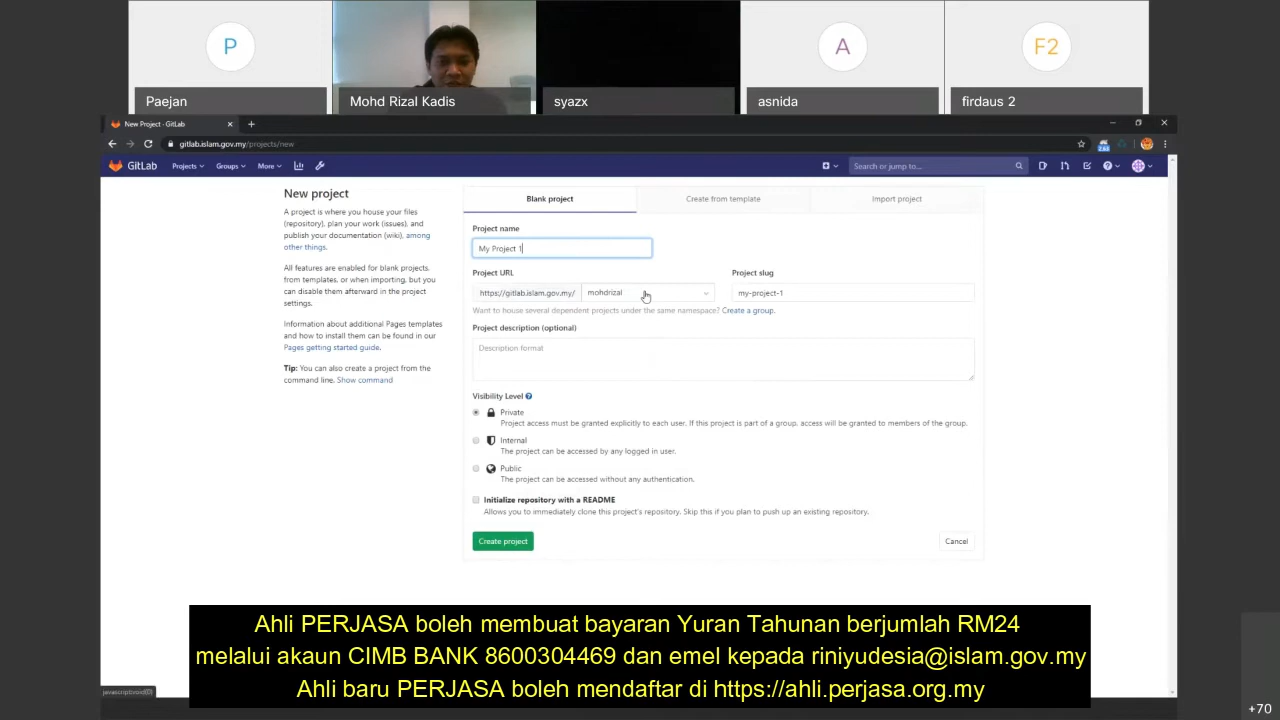 P
A
F2
Paejan
Mohd Rizal Kadis
syazx
asnida
firdaus 2
New Project · GitLab
gitlab.islam.gov.my/projects/new
GitLab
Projects
Groups
More
Search or jump to...
New project
A project is where you house your files
(repository), plan your work (issues), and
publish your documentation (wiki), among
other things.
All features are enabled for blank projects,
from templates, or when importing, but you
can disable them afterward in the project
settings.
Information about additional Pages templates
and how to install them can be found in our
Pages getting started guide.
Tip: You can also create a project from the
command line. Show command
Blank project
Create from template
Import project
Project name
My Project 1
Project URL
Project slug
https://gitlab.islam.gov.my/
mohdrizal
my-project-1
Want to house several dependent projects under the same namespace? Create a group.
Project description (optional)
Description format
Visibility Level
Private
Project access must be granted explicitly to each user. If this project is part of a group, access will be granted to members of the group.
Internal
The project can be accessed by any logged in user.
Public
The project can be accessed without any authentication.
Initialize repository with a README
Allows you to immediately clone this project's repository. Skip this if you plan to push up an existing repository.
Create project
Cancel
Ahli PERJASA boleh membuat bayaran Yuran Tahunan berjumlah RM24
melalui akaun CIMB BANK 8600304469 dan emel kepada riniyudesia@islam.gov.my
Ahli baru PERJASA boleh mendaftar di https://ahli.perjasa.org.my
javascript:void(0)
+70